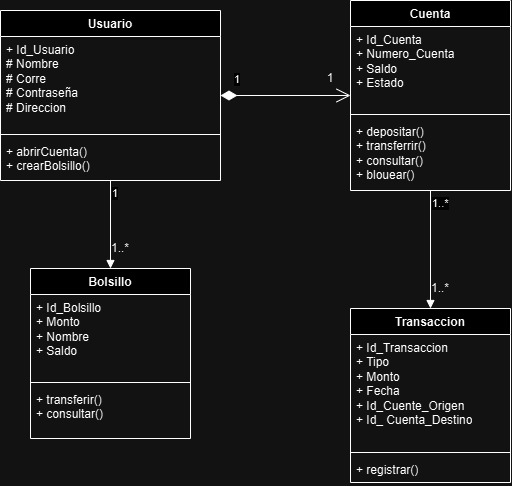 Usuario
+ Id_Usuario
# Nombre
# Corre
# Contraseña
# Direccion
+ abrirCuenta()
+ crearBolsillo()
1
1
Cuenta
+ Id_Cuenta
+ Numero_Cuenta
+ Saldo
+ Estado
+ depositar()
+ transferrir()
+ consultar()
+ blouear()
1
1..*
Bolsillo
+ Id_Bolsillo
+ Monto
+ Nombre
+ Saldo
+ transferir()
+ consultar()
1..*
1..*
Transaccion
+ Id_Transaccion
+ Tipo
+ Monto
+ Fecha
+ Id_Cuente_Origen
+ Id_ Cuenta_Destino
+ registrar()